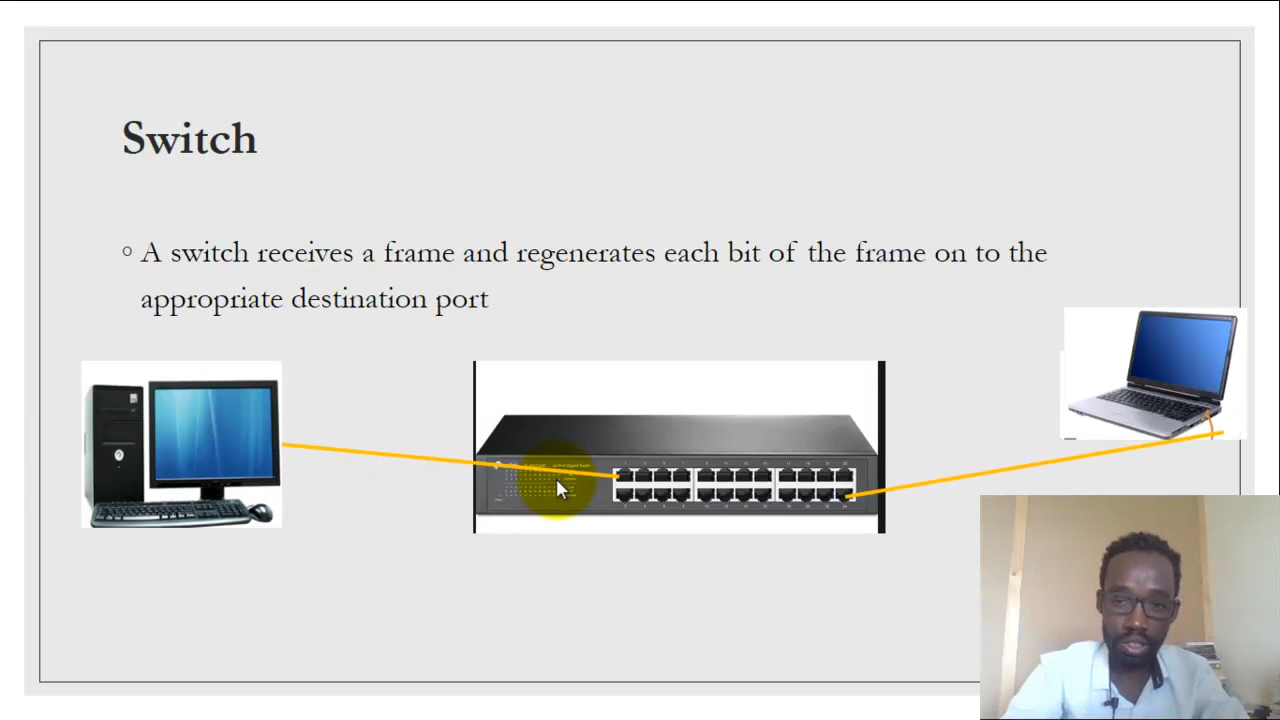 Switch
◦ A switch receives a frame and regenerates each bit of the frame on to the
appropriate destination port